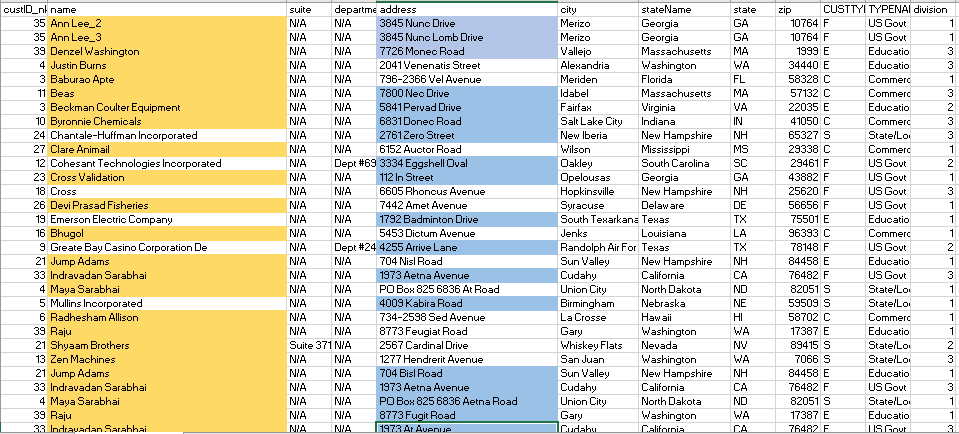 custID_nk name suite departme address city stateName state zip CUSTTY TYPENA division
35 Ann Lee_2 N/A N/A 3845 Nunc Drive Merizo Georgia GA 10764 F US Govt 1
35 Ann Lee_3 N/A N/A 3845 Nunc Lomb Drive Merizo Georgia GA 10764 F US Govt 1
39 Denzel Washington N/A N/A 7726 Monec Road Vallejo Massachusetts MA 1999 E Educatio 3
4 Justin Burns N/A N/A 2041 Venenatis Street Alexandria Washington WA 34440 E Educatio 3
3 Baburao Apte N/A N/A 796-2366 Vel Avenue Meriden Florida FL 58328 C Commerc 1
11 Beas N/A N/A 7800 Nec Drive Idabel Massachusetts MA 57132 C Commerc 3
3 Beckman Coulter Equipment N/A N/A 5841 Pervad Drive Fairfax Virginia VA 22035 E Educatio 2
10 Byronnie Chemicals N/A N/A 6831 Donec Road Salt Lake City Indiana IN 41050 C Commerc 3
24 Chantale-Huffman Incorporated N/A N/A 2761 Zero Street New Iberia New Hampshire NH 65327 S State/Loc 3
27 Clare Animail N/A N/A 6152 Auctor Road Wilson Mississippi MS 29338 C Commerc 1
12 Cohesant Technologies Incorporated N/A Dept #69 3334 Eggshell Oval Oakley South Carolina SC 29461 F US Govt 2
23 Cross Validation N/A N/A 112 In Street Opelousas Georgia GA 43882 F US Govt 1
18 Cross N/A N/A 6605 Rhoncus Avenue Hopkinsville New Hampshire NH 25620 F US Govt 3
26 Devi Prasad Fisheries N/A N/A 7442 Amet Avenue Syracuse Delaware DE 56656 F US Govt 1
19 Emerson Electric Company N/A N/A 1792 Badminton Drive South Texarkana Texas TX 75501 E Educatio 1
16 Bhugol N/A N/A 5453 Dictum Avenue Jenks Louisiana LA 96393 C Commerc 1
9 Greate Bay Casino Corporation De N/A Dept #24 4255 Arrive Lane Randolph Air For Texas TX 78148 F US Govt 2
21 Jump Adams N/A N/A 704 Nisl Road Sun Valley New Hampshire NH 84458 E Educatio 3
33 Indravadan Sarabhai N/A N/A 1973 Aetna Avenue Cudahy California CA 76482 F US Govt 3
4 Maya Sarabhai N/A N/A PO Box 825 6836 At Road Union City North Dakota ND 82051 S State/Loc 1
5 Mullins Incorporated N/A N/A 4009 Kabira Road Birmingham Nebraska NE 59509 S State/Loc 1
6 Radhesham Allison N/A N/A 734-2598 Sed Avenue La Crosse Hawaii HI 58702 C Commerc 1
39 Raju N/A N/A 8773 Feugiat Road Gary Washington WA 17387 E Educatio 1
21 Shyaam Brothers Suite 371 N/A 2567 Cardinal Drive Whiskey Flats Nevada NV 89415 S State/Loc 2
13 Zen Machines N/A N/A 1277 Hendrerit Avenue San Juan Washington WA 7066 S State/Loc 3
21 Jump Adams N/A N/A 704 Bisl Road Sun Valley New Hampshire NH 84458 E Educatio 3
33 Indravadan Sarabhai N/A N/A 1973 Aetna Avenue Cudahy California CA 76482 F US Govt 3
4 Maya Sarabhai N/A N/A PO Box 825 6836 Aetna Road Union City North Dakota ND 82051 S State/Loc 1
39 Raju N/A N/A 8773 Fugit Road Gary Washington WA 17387 E Educatio 1
33 Indravadan Sarabhai N/A N/A 1973 At Avenue Cudahy California CA 76482 F US Govt 3